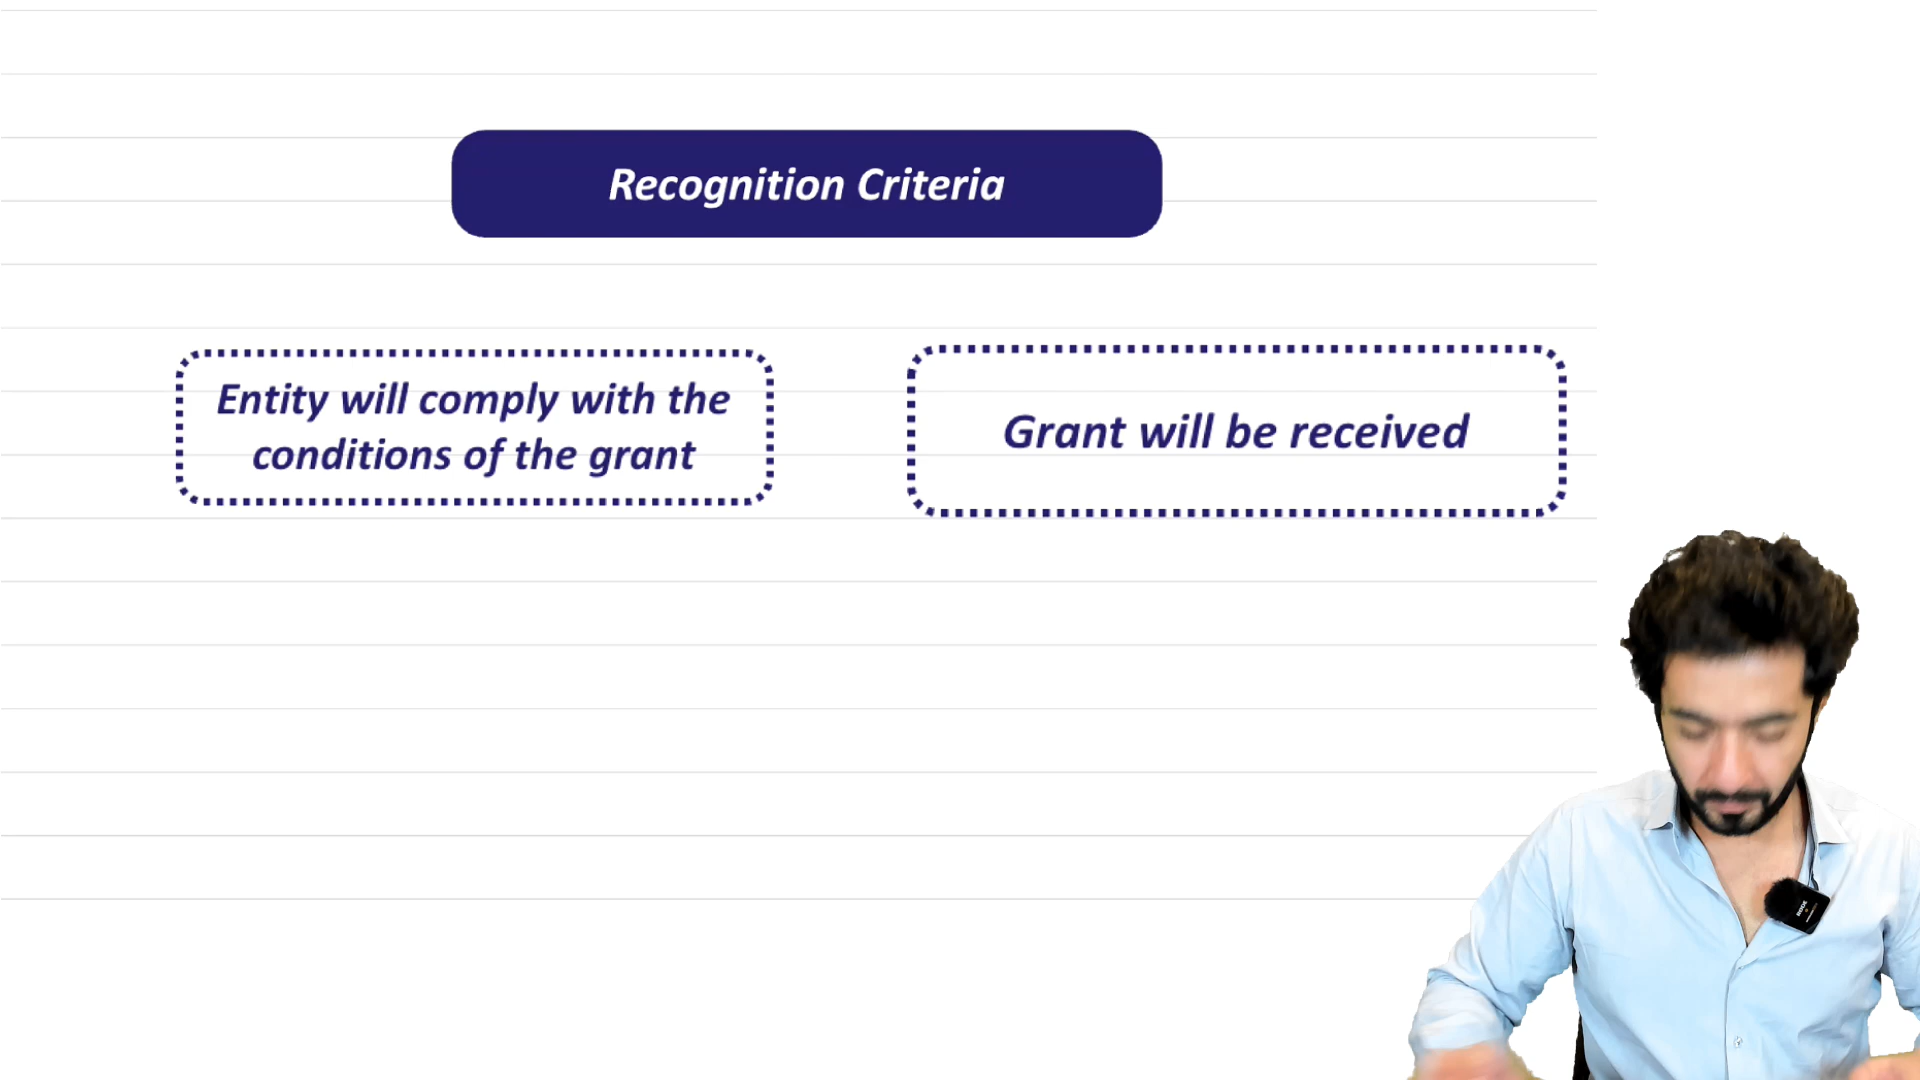 Recognition Criteria
Entity will comply with the
conditions of the grant
Grant will be received